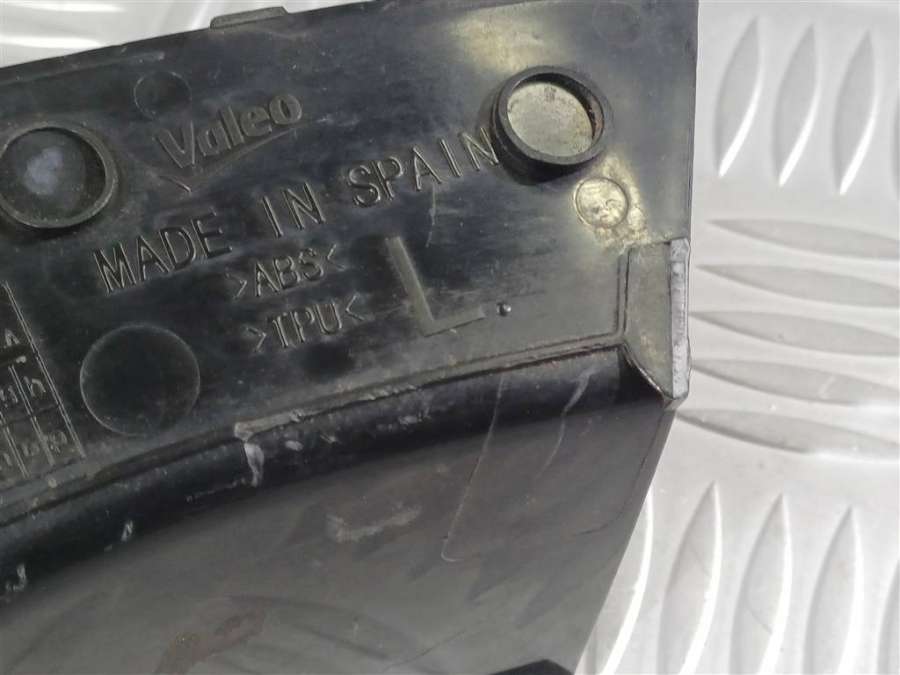 Valeo
MADE IN SPAIN
>ABS<
>TPU<
L.